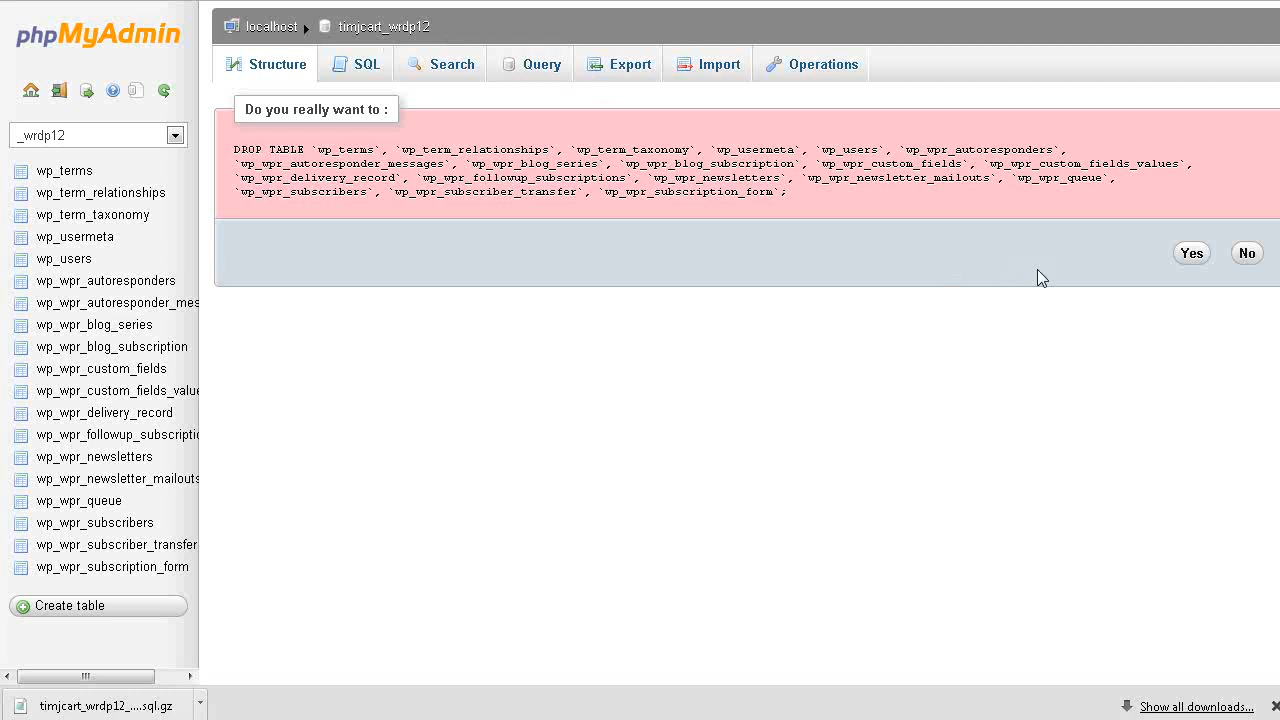 phpMyAdmin
localhost
timjcart_wrdp12
Structure
SQL
Search
Query
Export
Import
Operations
_wrdp12
wp_terms
wp_term_relationships
wp_term_taxonomy
wp_usermeta
wp_users
wp_wpr_autoresponders
wp_wpr_autoresponder_mes
wp_wpr_blog_series
wp_wpr_blog_subscription
wp_wpr_custom_fields
wp_wpr_custom_fields_value
wp_wpr_delivery_record
wp_wpr_followup_subscriptio
wp_wpr_newsletters
wp_wpr_newsletter_mailouts
wp_wpr_queue
wp_wpr_subscribers
wp_wpr_subscriber_transfer
wp_wpr_subscription_form
Create table
Do you really want to :
DROP TABLE `wp_terms`, `wp_term_relationships`, `wp_term_taxonomy`, `wp_usermeta`, `wp_users`, `wp_wpr_autoresponders`,
`wp_wpr_autoresponder_messages`, `wp_wpr_blog_series`, `wp_wpr_blog_subscription`, `wp_wpr_custom_fields`, `wp_wpr_custom_fields_values`,
`wp_wpr_delivery_record`, `wp_wpr_followup_subscriptions`, `wp_wpr_newsletters`, `wp_wpr_newsletter_mailouts`, `wp_wpr_queue`,
`wp_wpr_subscribers`, `wp_wpr_subscriber_transfer`, `wp_wpr_subscription_form`;
Yes
No
timjcart_wrdp12_....sql.gz
Show all downloads...